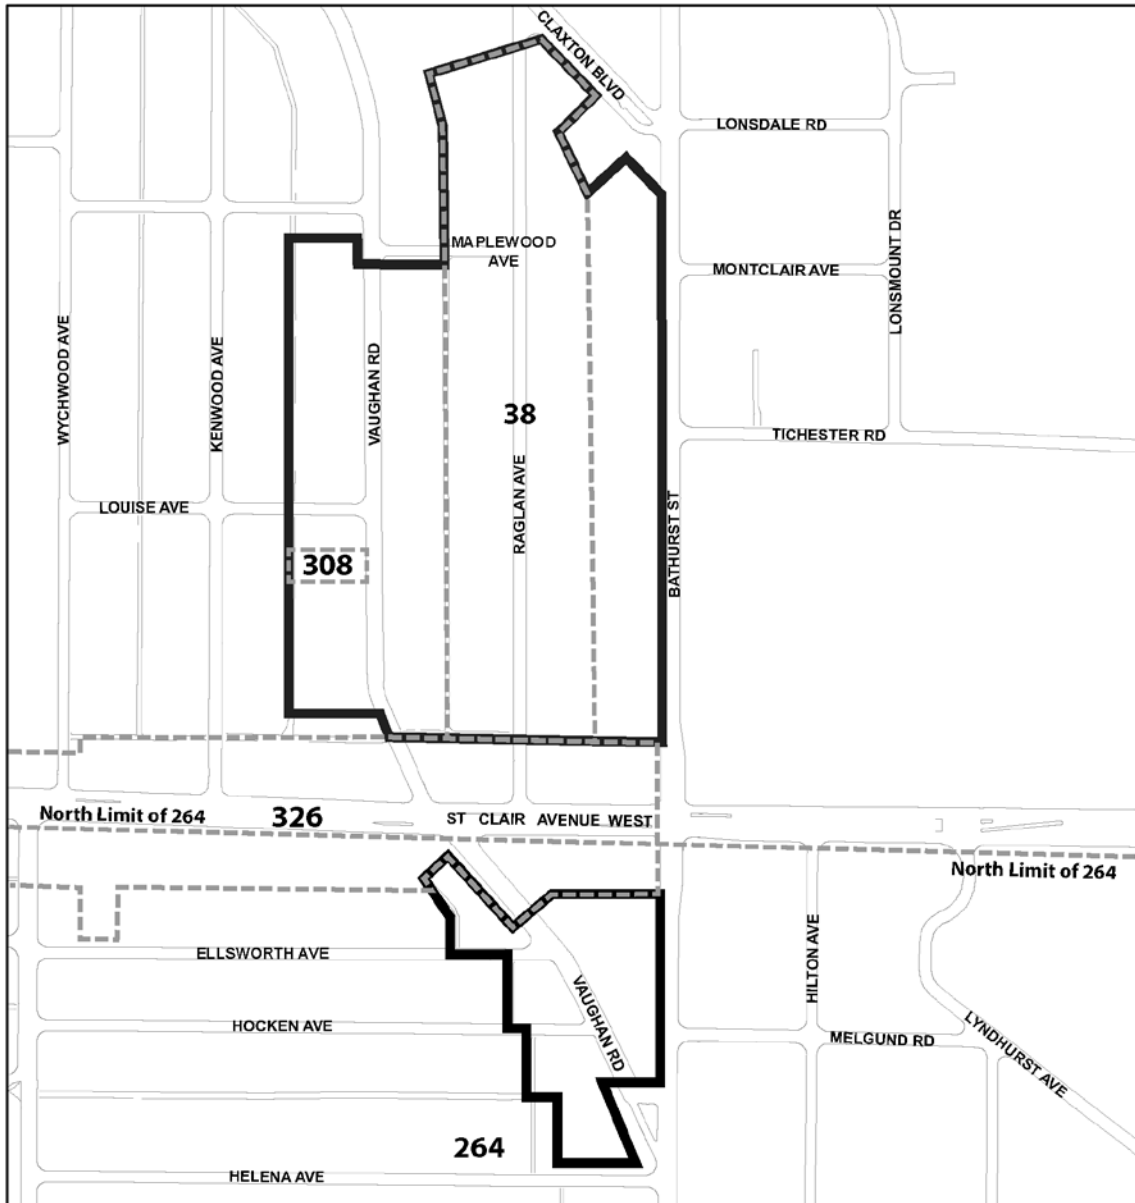 CLAXTON BLVD
LONSDALE RD
MAPLEWOOD
AVE
MONTCLAIR AVE
LONSMOUNT DR
WYCHWOOD AVE
KENWOOD AVE
VAUGHAN RD
38
TICHESTER RD
RAGLAN AVE
LOUISE AVE
BATHURST ST
308
North Limit of 264
326
ST CLAIR AVENUE WEST
North Limit of 264
ELLSWORTH AVE
HILTON AVE
VAUGHAN RD
HOCKEN AVE
MELGUND RD
LYNDHURST AVE
264
HELENA AVE